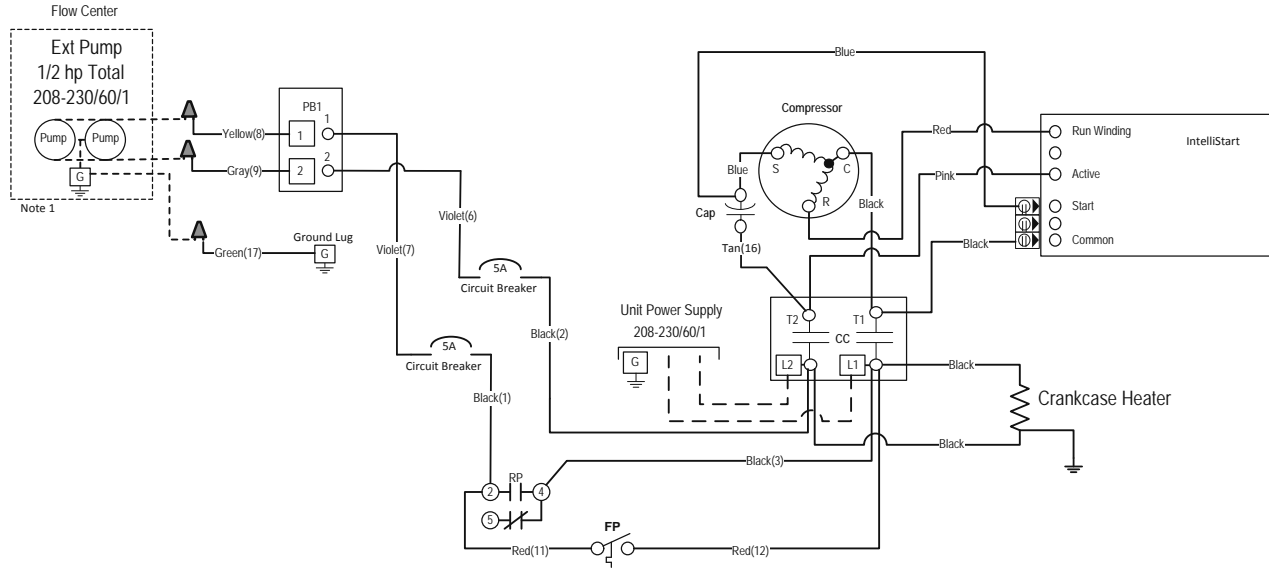 Flow Center
Ext Pump
1/2 hp Total
208-230/60/1
Pump
Pump
G
Note 1
Yellow(8)
Gray(9)
Green(17)
Ground Lug
G
PB1
1
1
2
2
Violet(6)
Violet(7)
5A
Circuit Breaker
5A
Circuit Breaker
Black(2)
Black(1)
Unit Power Supply
208-230/60/1
G
Blue
Compressor
S
C
R
Blue
Cap
Tan(16)
Black
Red
Pink
Black
Run Winding
IntelliStart
Active
Start
Common
T2
T1
CC
L2
L1
Black
Crankcase Heater
Black
Black(3)
2
RP
4
5
FP
Red(11)
Red(12)